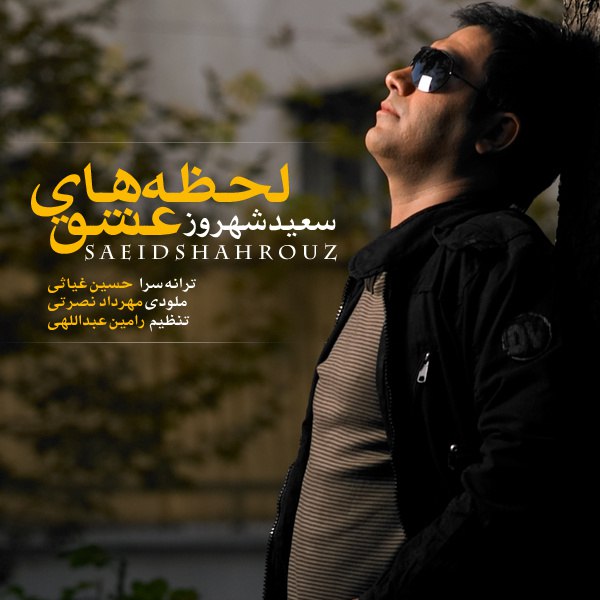 لحظه‌های
عشق
سعید شهروز
SAEIDSHAHROUZ
ترانه سرا حسین غیاثی
ملودی مهرداد نصرتی
تنظیم رامین عبداللهی